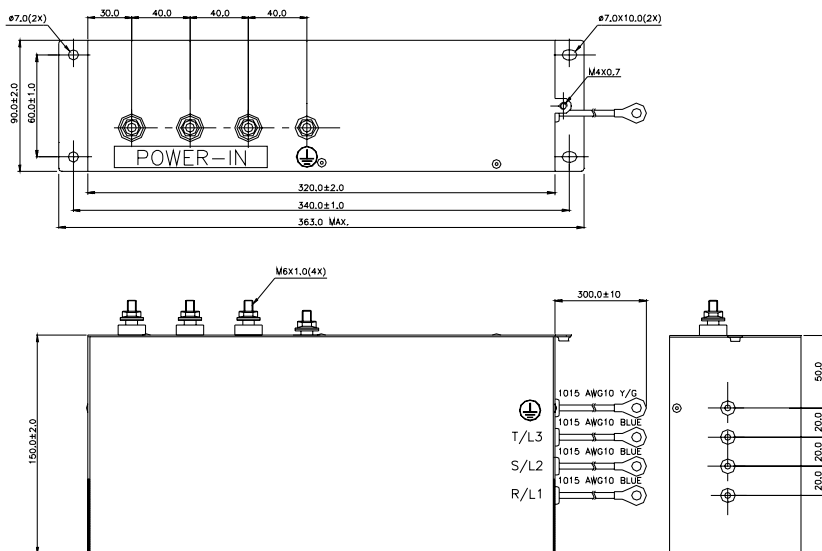 ø7.0(2X)
30.0
40.0
40.0
40.0
ø7.0X10.0(2X)
M4X0.7
90.0±2.0
60.0±1.0
POWER-IN
320.0±2.0
340.0±1.0
363.0 MAX.
M6X1.0(4X)
300.0±10
150.0±2.0
1015 AWG10 Y/G
T/L3
1015 AWG10 BLUE
S/L2
1015 AWG10 BLUE
R/L1
1015 AWG10 BLUE
50.0
20.0
20.0
20.0